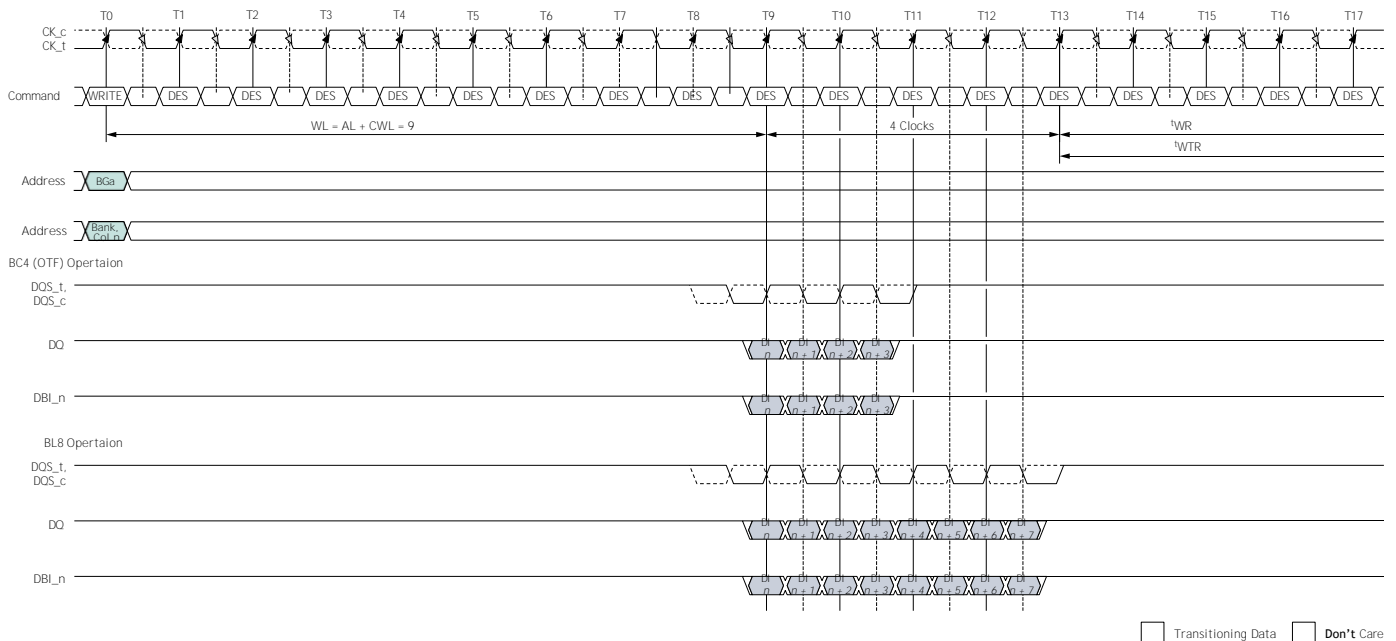 T0 T1 T2 T3 T4 T5 T6 T7 T8 T9 T10 T11 T12 T13 T14 T15 T16 T17
CK_c
CK_t
Command WRITE DES DES DES DES DES DES DES DES DES DES DES DES DES DES DES DES DES
WL = AL + CWL = 9 4 Clocks tWR
tWTR
Address BGa
Address Bank, Col n
BC4 (OTF) Opertaion
DQS_t,
DQS_c
DQ DI n DI n + 1 DI n + 2 DI n + 3
DBI_n DI n DI n + 1 DI n + 2 DI n + 3
BL8 Opertaion
DQS_t,
DQS_c
DQ DI n DI n + 1 DI n + 2 DI n + 3 DI n + 4 DI n + 5 DI n + 6 DI n + 7
DBI_n DI n DI n + 1 DI n + 2 DI n + 3 DI n + 4 DI n + 5 DI n + 6 DI n + 7
Transitioning Data Don't Care